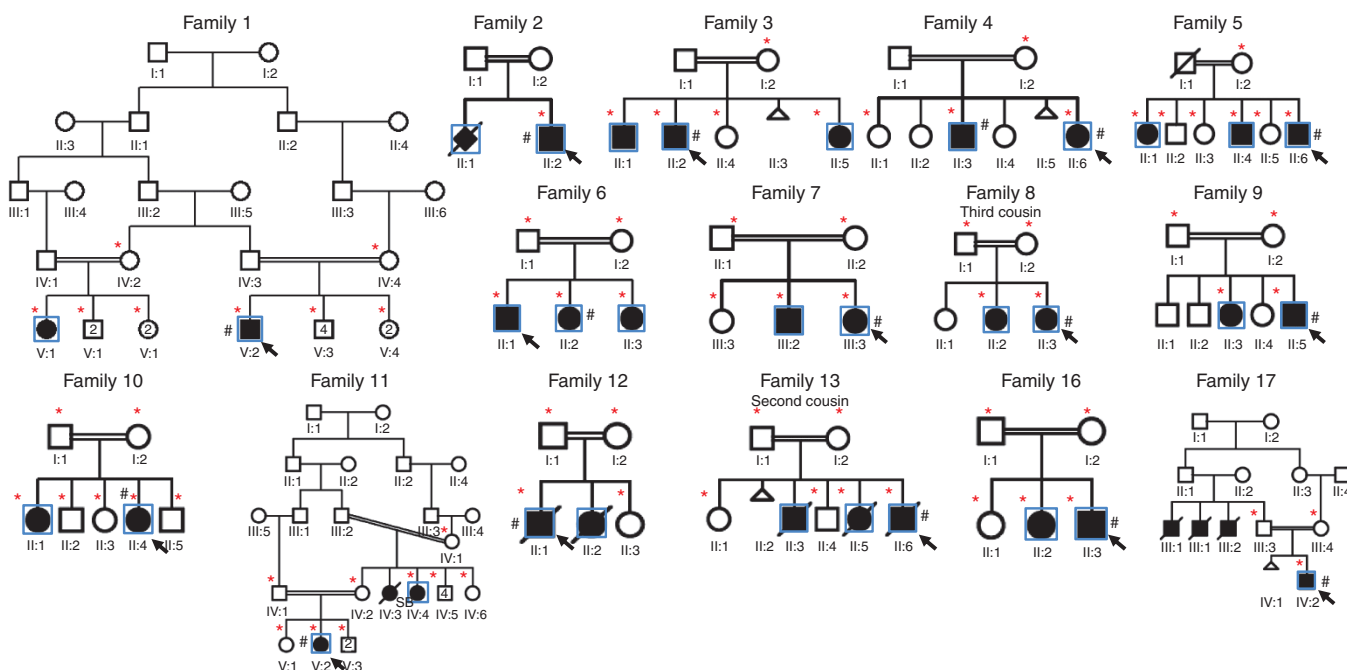 Family 1
I:1 I:2
II:3 II:1 II:2 II:4
III:1 III:4 III:2 III:5 III:3 III:6
* *
IV:1 IV:2 IV:3 IV:4
* * * * * *
2 # 4 2
2
V:1 V:1 V:1 V:2 V:3 V:4
Family 2
I:1 I:2
*
#
II:1 II:2
Family 3
*
I:1 I:2
* * * *
#
II:1 II:2 II:4 II:3 II:5
Family 4
*
I:1 I:2
* * *
# #
II:1 II:2 II:3 II:4 II:5 II:6
Family 5
*
I:1 I:2
* * * * * *
#
II:1 II:2 II:3 II:4 II:5 II:6
Family 6
* *
I:1 I:2
* * *
#
II:1 II:2 II:3
Family 7
* *
II:1 II:2
* * *
#
III:3 III:2 III:3
Family 8
Third cousin
* *
I:1 I:2
* *
#
II:1 II:2 II:3
Family 9
* *
I:1 I:2
* *
#
II:1 II:2 II:3 II:4 II:5
Family 10
* *
I:1 I:2
* * * # * *
II:1 II:2 II:3 II:4 II:5
Family 11
I:1 I:2
II:1 II:2 II:2 II:4
III:5 III:1 III:2 III:3 III:4
*
IV:1
* * * * *
4
SB
IV:1 IV:2 IV:3 IV:4 IV:5 IV:6
* * *
# 2
V:1 V:2 V:3
Family 12
* *
I:1 I:2
* * *
#
II:1 II:2 II:3
Family 13
Second cousin
* *
I:1 I:2
* * * * *
#
II:1 II:2 II:3 II:4 II:5 II:6
Family 16
* *
I:1 I:2
* * *
#
II:1 II:2 II:3
Family 17
I:1 I:2
II:1 II:2 II:3 II:4
* *
III:1 III:1 III:2 III:3 III:4
*
#
IV:1 IV:2